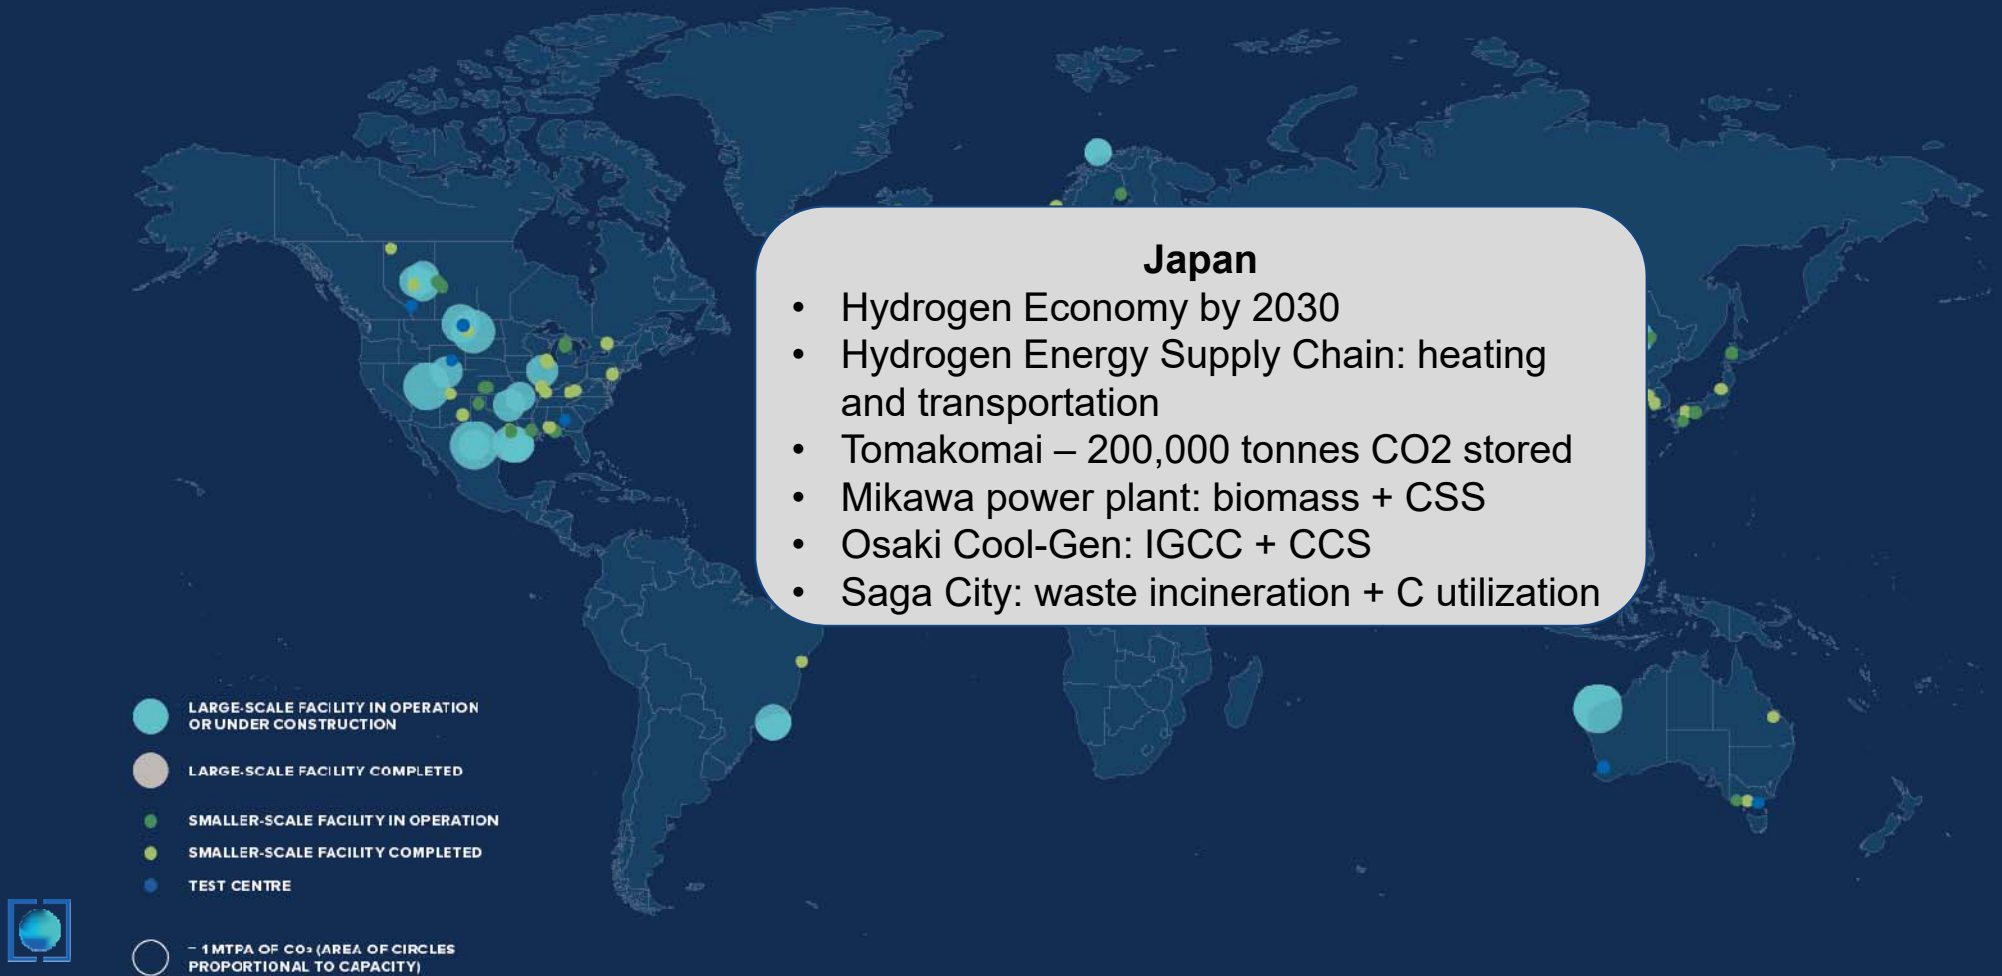 Japan
• Hydrogen Economy by 2030
• Hydrogen Energy Supply Chain: heating
and transportation
• Tomakomai – 200,000 tonnes CO2 stored
• Mikawa power plant: biomass + CSS
• Osaki Cool-Gen: IGCC + CCS
• Saga City: waste incineration + C utilization
LARGE-SCALE FACILITY IN OPERATION
OR UNDER CONSTRUCTION
LARGE-SCALE FACILITY COMPLETED
SMALLER-SCALE FACILITY IN OPERATION
SMALLER-SCALE FACILITY COMPLETED
TEST CENTRE
= 1 MTPA OF CO₂ (AREA OF CIRCLES
PROPORTIONAL TO CAPACITY)